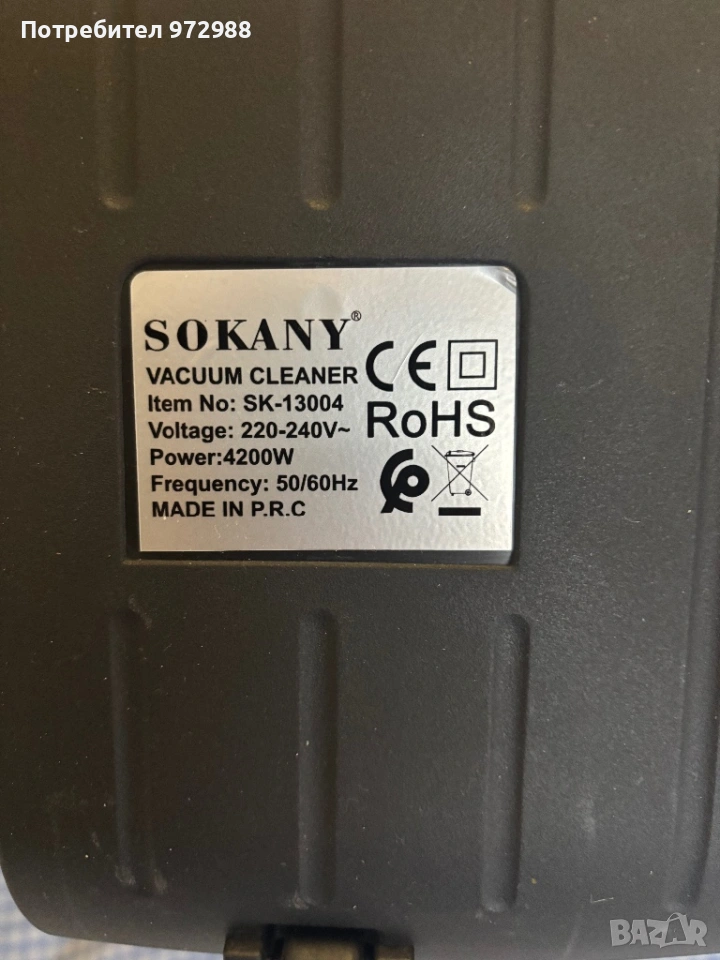 Потребител 972988
SOKANY®
VACUUM CLEANER
Item No: SK-13004
Voltage: 220-240V~
Power:4200W
Frequency: 50/60Hz
MADE IN P.R.C
CE
RoHS
BAZAR